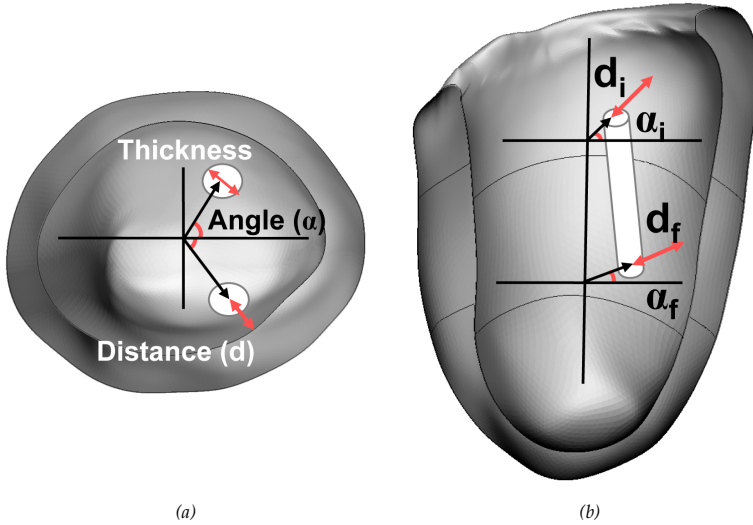 Thickness
Angle (α)
Distance (d)
(a)
d_i
α_i
d_f
α_f
(b)